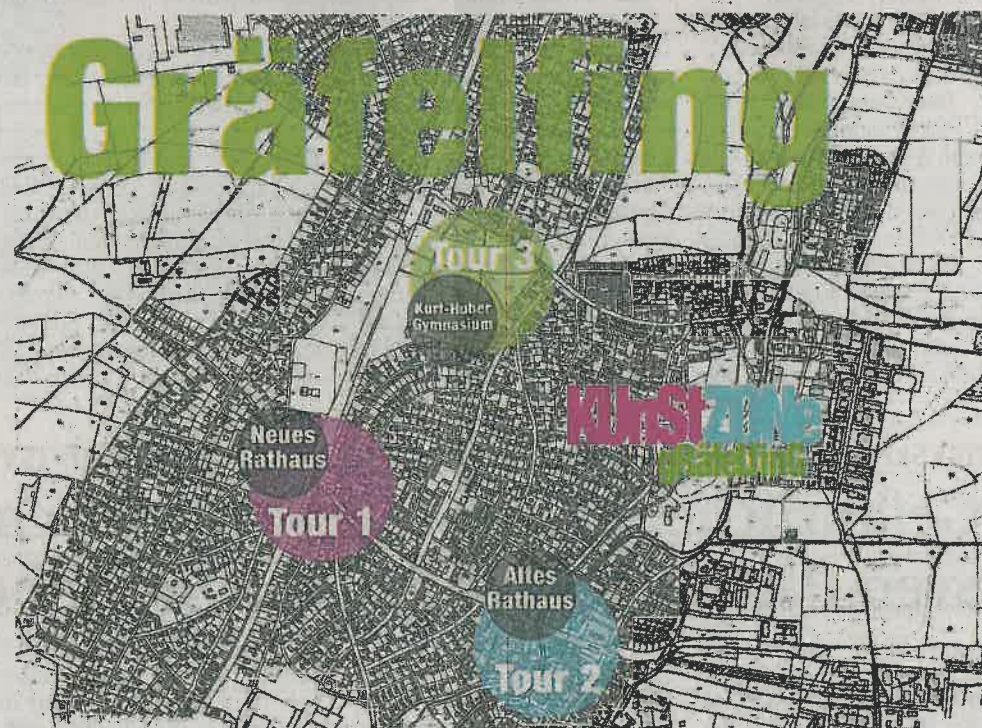 Gräfelfing
Tour 3
Kurt-Huber
Gymnasium
KUnStZONe
gRäfeLfinG
Neues
Rathaus
Tour 1
Altes
Rathaus
Tour 2